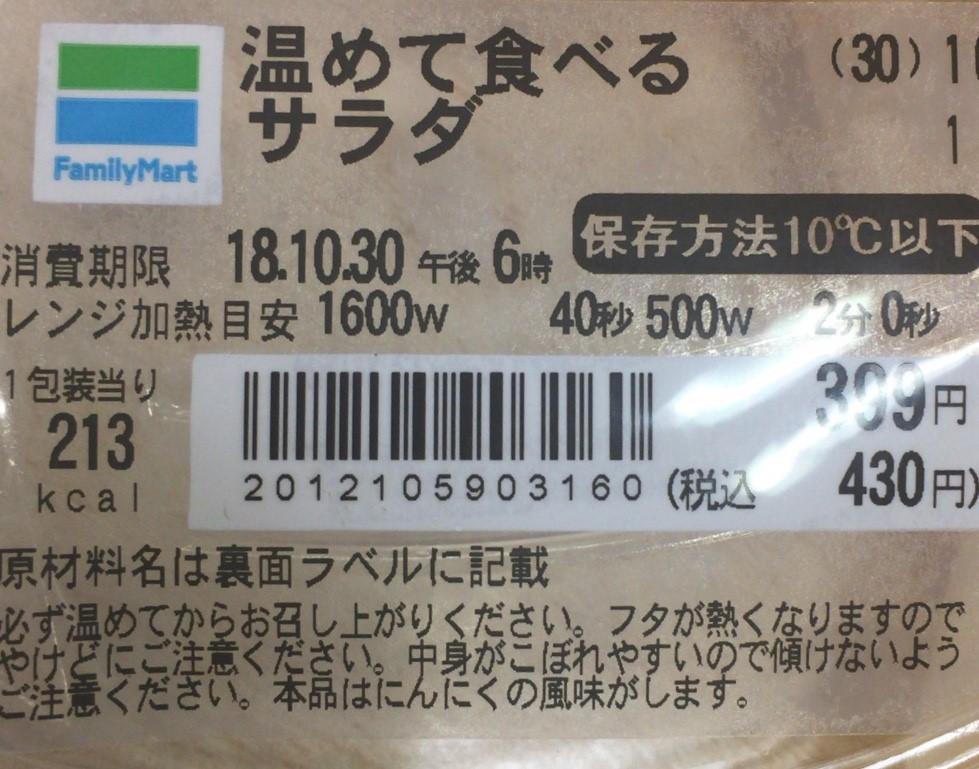 FamilyMart
温めて食べる (30) 1
サラダ 1
保存方法10℃以下
消費期限 18.10.30 午後 6時
レンジ加熱目安 1600w 40秒 500w 2分 0秒
1包装当り
213
kcal
399円
2012105903160 (税込 430円)
原材料名は裏面ラベルに記載
必ず温めてからお召し上がりください。フタが熱くなりますので
やけどにご注意ください。中身がこぼれやすいので傾けないよう
ご注意ください。本品はにんにくの風味がします。